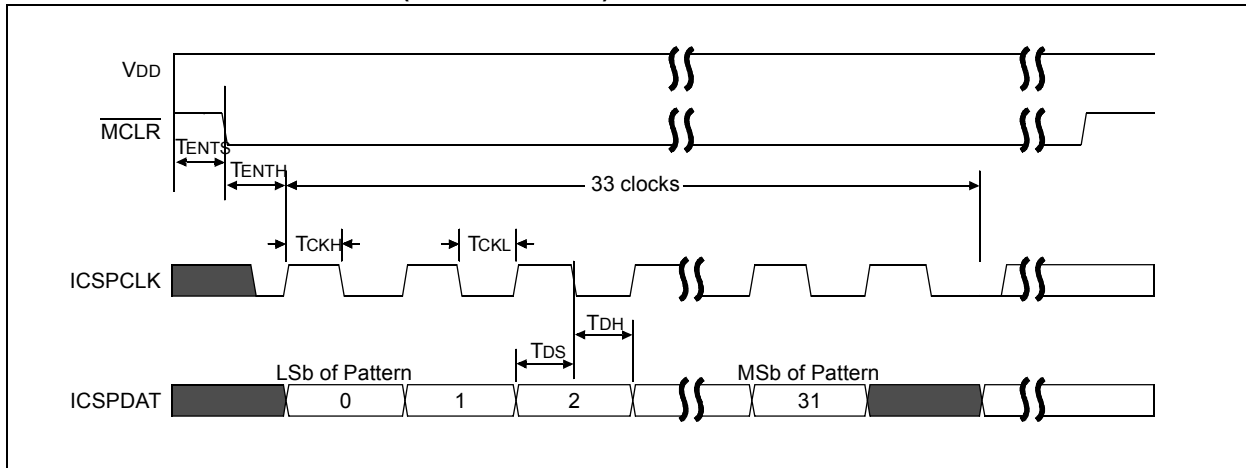 VDD
MCLR
TENTS
TENTH
33 clocks
TCKH
TCKL
ICSPCLK
TDH
TDS
LSb of Pattern
MSb of Pattern
ICSPDAT
0
1
2
31